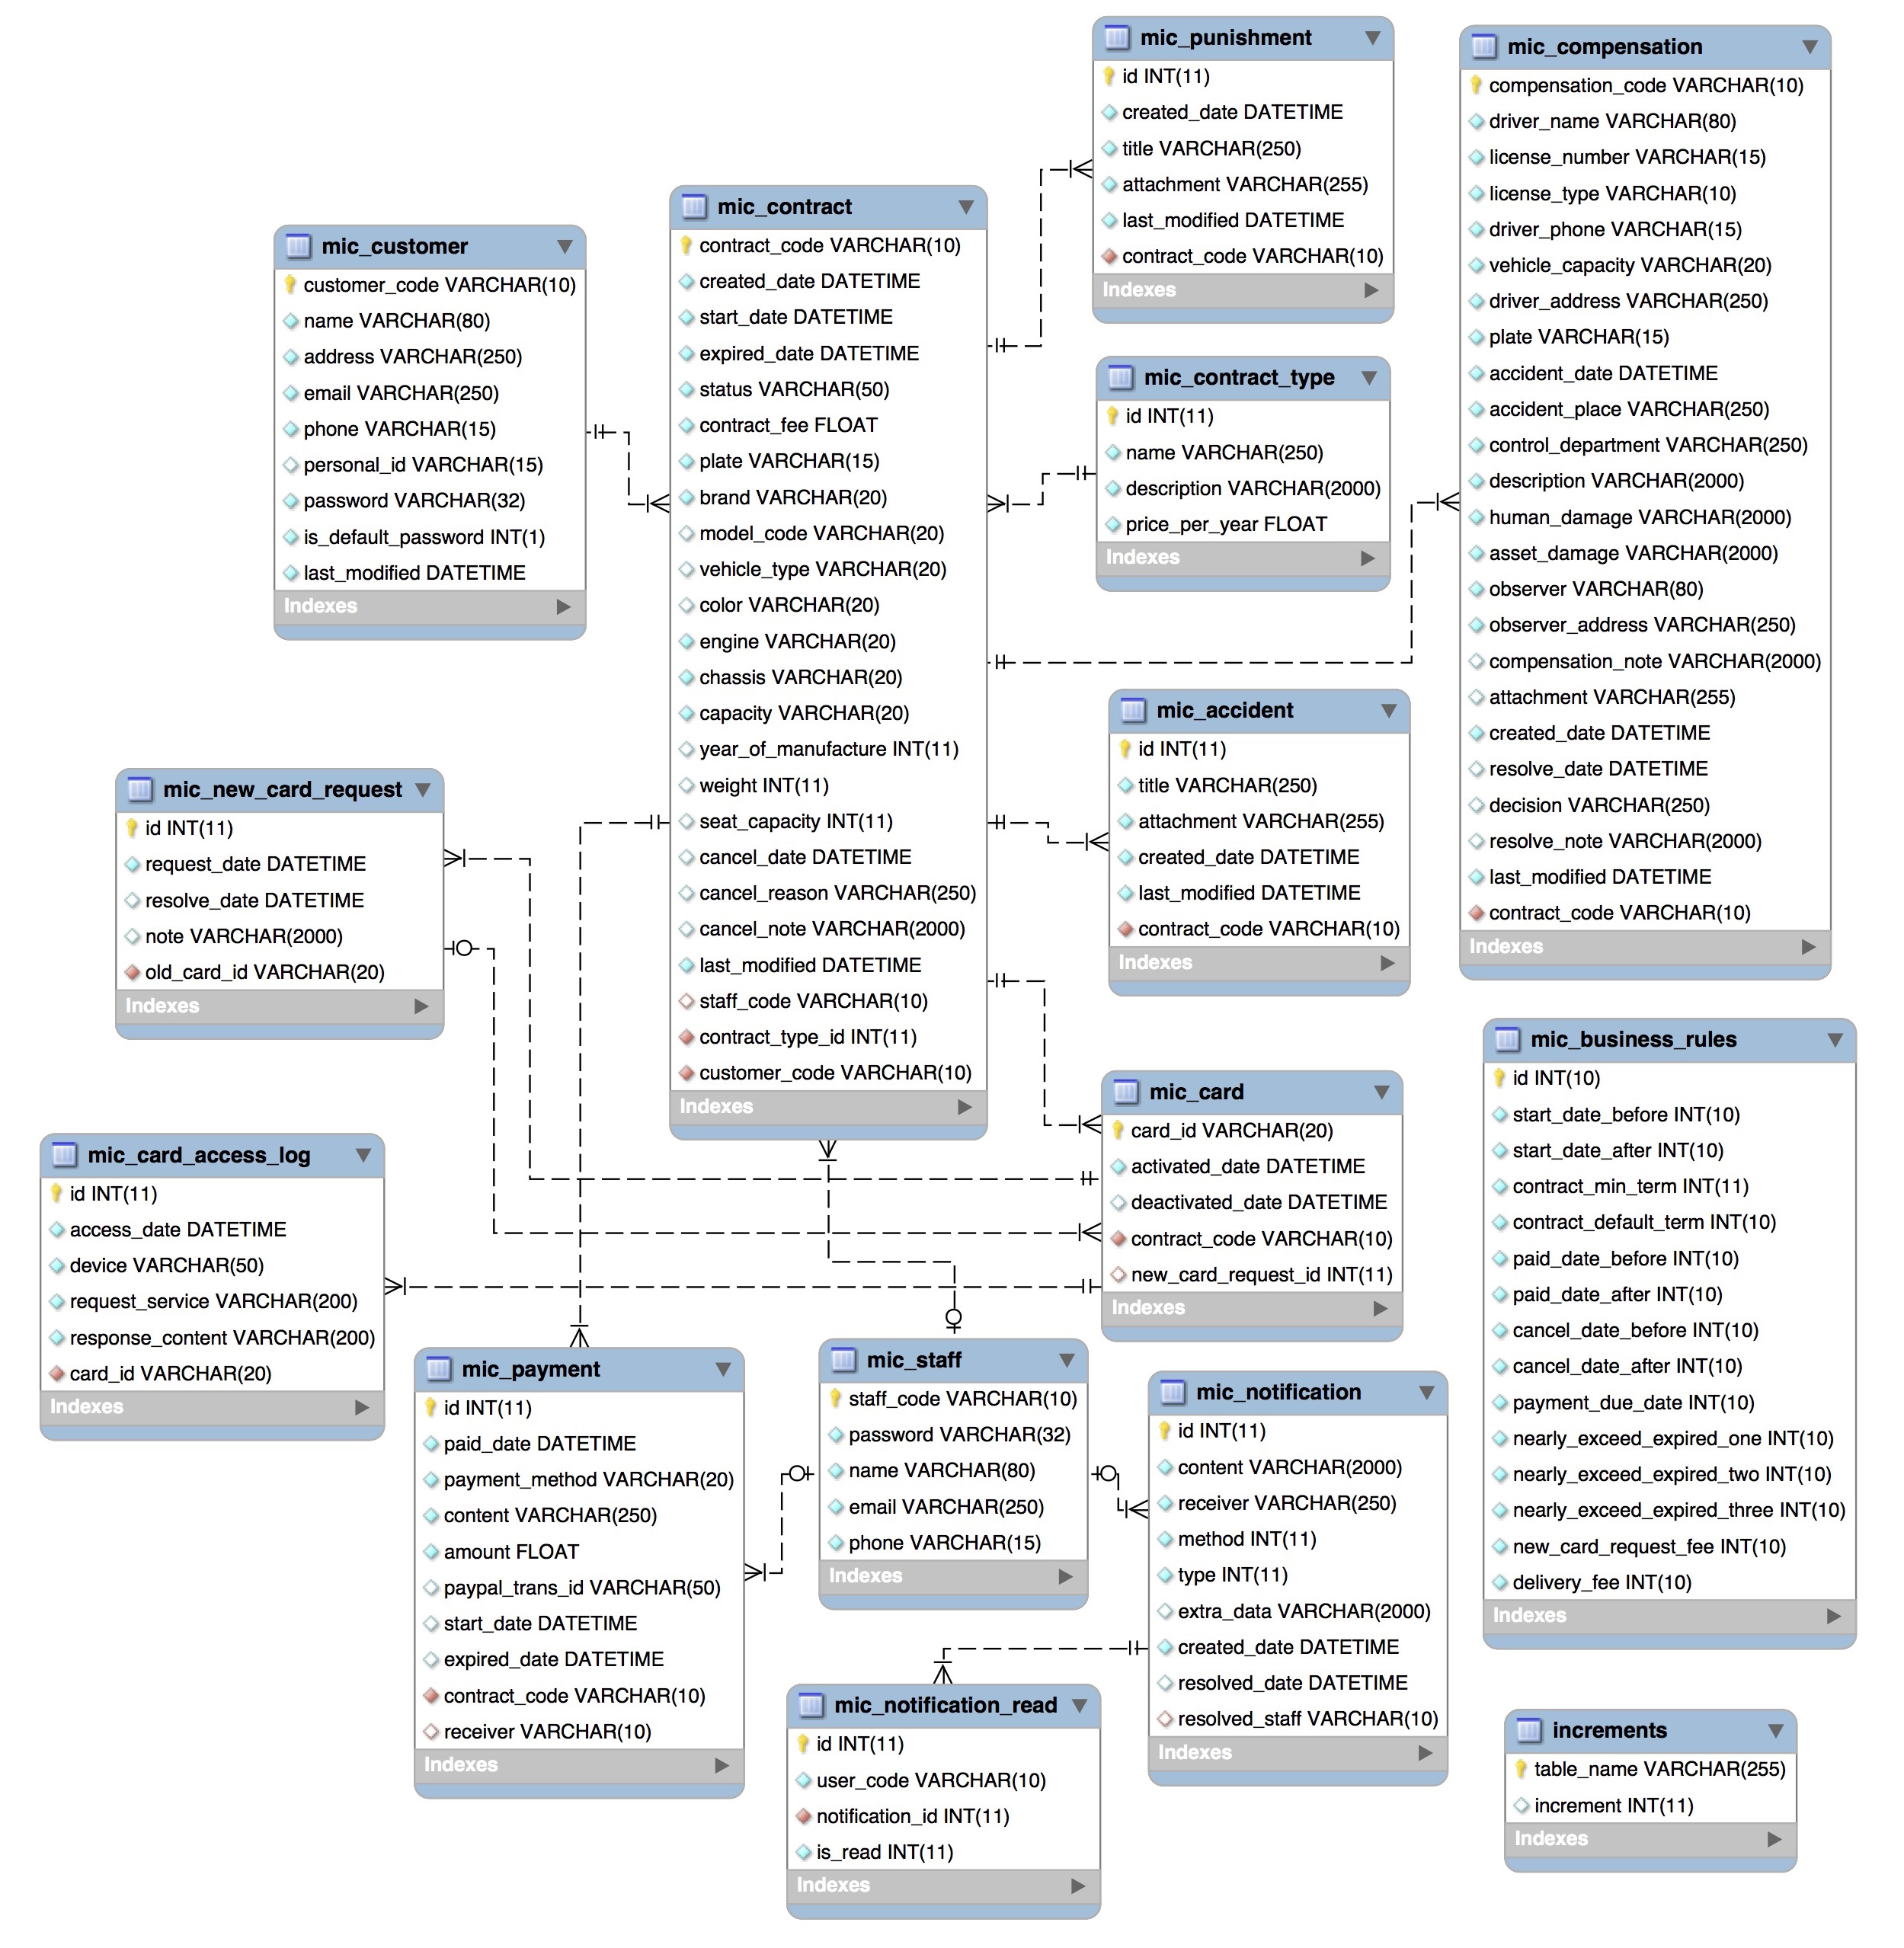 mic_punishment
id INT(11)
created_date DATETIME
title VARCHAR(250)
attachment VARCHAR(255)
last_modified DATETIME
contract_code VARCHAR(10)
Indexes
mic_compensation
compensation_code VARCHAR(10)
driver_name VARCHAR(80)
license_number VARCHAR(15)
license_type VARCHAR(10)
driver_phone VARCHAR(15)
vehicle_capacity VARCHAR(20)
driver_address VARCHAR(250)
plate VARCHAR(15)
accident_date DATETIME
accident_place VARCHAR(250)
control_department VARCHAR(250)
description VARCHAR(2000)
human_damage VARCHAR(2000)
asset_damage VARCHAR(2000)
observer VARCHAR(80)
observer_address VARCHAR(250)
compensation_note VARCHAR(2000)
attachment VARCHAR(255)
created_date DATETIME
resolve_date DATETIME
decision VARCHAR(250)
resolve_note VARCHAR(2000)
last_modified DATETIME
contract_code VARCHAR(10)
Indexes
mic_contract
contract_code VARCHAR(10)
created_date DATETIME
start_date DATETIME
expired_date DATETIME
status VARCHAR(50)
contract_fee FLOAT
plate VARCHAR(15)
brand VARCHAR(20)
model_code VARCHAR(20)
vehicle_type VARCHAR(20)
color VARCHAR(20)
engine VARCHAR(20)
chassis VARCHAR(20)
capacity VARCHAR(20)
year_of_manufacture INT(11)
weight INT(11)
seat_capacity INT(11)
cancel_date DATETIME
cancel_reason VARCHAR(250)
cancel_note VARCHAR(2000)
last_modified DATETIME
staff_code VARCHAR(10)
contract_type_id INT(11)
customer_code VARCHAR(10)
Indexes
mic_customer
customer_code VARCHAR(10)
name VARCHAR(80)
address VARCHAR(250)
email VARCHAR(250)
phone VARCHAR(15)
personal_id VARCHAR(15)
password VARCHAR(32)
is_default_password INT(1)
last_modified DATETIME
Indexes
mic_contract_type
id INT(11)
name VARCHAR(250)
description VARCHAR(2000)
price_per_year FLOAT
Indexes
mic_accident
id INT(11)
title VARCHAR(250)
attachment VARCHAR(255)
created_date DATETIME
last_modified DATETIME
contract_code VARCHAR(10)
Indexes
mic_new_card_request
id INT(11)
request_date DATETIME
resolve_date DATETIME
note VARCHAR(2000)
old_card_id VARCHAR(20)
Indexes
mic_business_rules
id INT(10)
start_date_before INT(10)
start_date_after INT(10)
contract_min_term INT(11)
contract_default_term INT(10)
paid_date_before INT(10)
paid_date_after INT(10)
cancel_date_before INT(10)
cancel_date_after INT(10)
payment_due_date INT(10)
nearly_exceed_expired_one INT(10)
nearly_exceed_expired_two INT(10)
nearly_exceed_expired_three INT(10)
new_card_request_fee INT(10)
delivery_fee INT(10)
Indexes
mic_card
card_id VARCHAR(20)
activated_date DATETIME
deactivated_date DATETIME
contract_code VARCHAR(10)
new_card_request_id INT(11)
Indexes
mic_card_access_log
id INT(11)
access_date DATETIME
device VARCHAR(50)
request_service VARCHAR(200)
response_content VARCHAR(200)
card_id VARCHAR(20)
Indexes
mic_payment
id INT(11)
paid_date DATETIME
payment_method VARCHAR(20)
content VARCHAR(250)
amount FLOAT
paypal_trans_id VARCHAR(50)
start_date DATETIME
expired_date DATETIME
contract_code VARCHAR(10)
receiver VARCHAR(10)
Indexes
mic_staff
staff_code VARCHAR(10)
password VARCHAR(32)
name VARCHAR(80)
email VARCHAR(250)
phone VARCHAR(15)
Indexes
mic_notification
id INT(11)
content VARCHAR(2000)
receiver VARCHAR(250)
method INT(11)
type INT(11)
extra_data VARCHAR(2000)
created_date DATETIME
resolved_date DATETIME
resolved_staff VARCHAR(10)
Indexes
mic_notification_read
id INT(11)
user_code VARCHAR(10)
notification_id INT(11)
is_read INT(11)
Indexes
increments
table_name VARCHAR(255)
increment INT(11)
Indexes